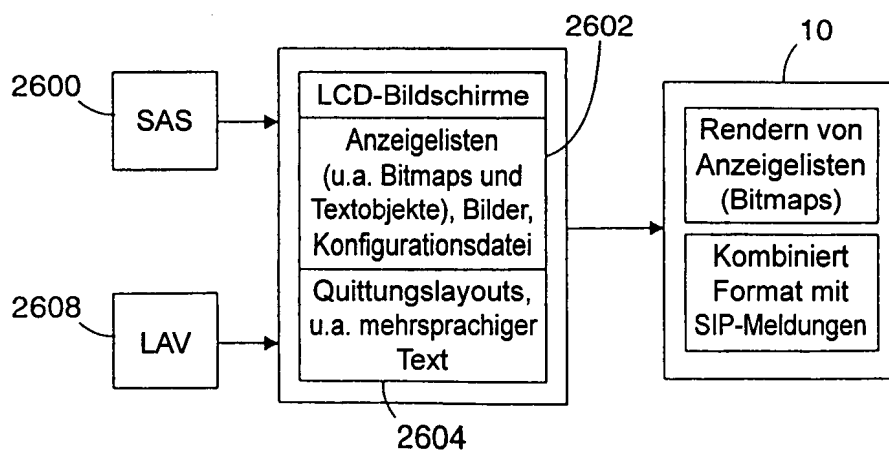 2600
SAS
2608
LAV
2602
LCD-Bildschirme
Anzeigelisten
(u.a. Bitmaps und
Textobjekte), Bilder,
Konfigurationsdatei
Quittungslayouts,
u.a. mehrsprachiger
Text
2604
10
Rendern von
Anzeigelisten
(Bitmaps)
Kombiniert
Format mit
SIP-Meldungen